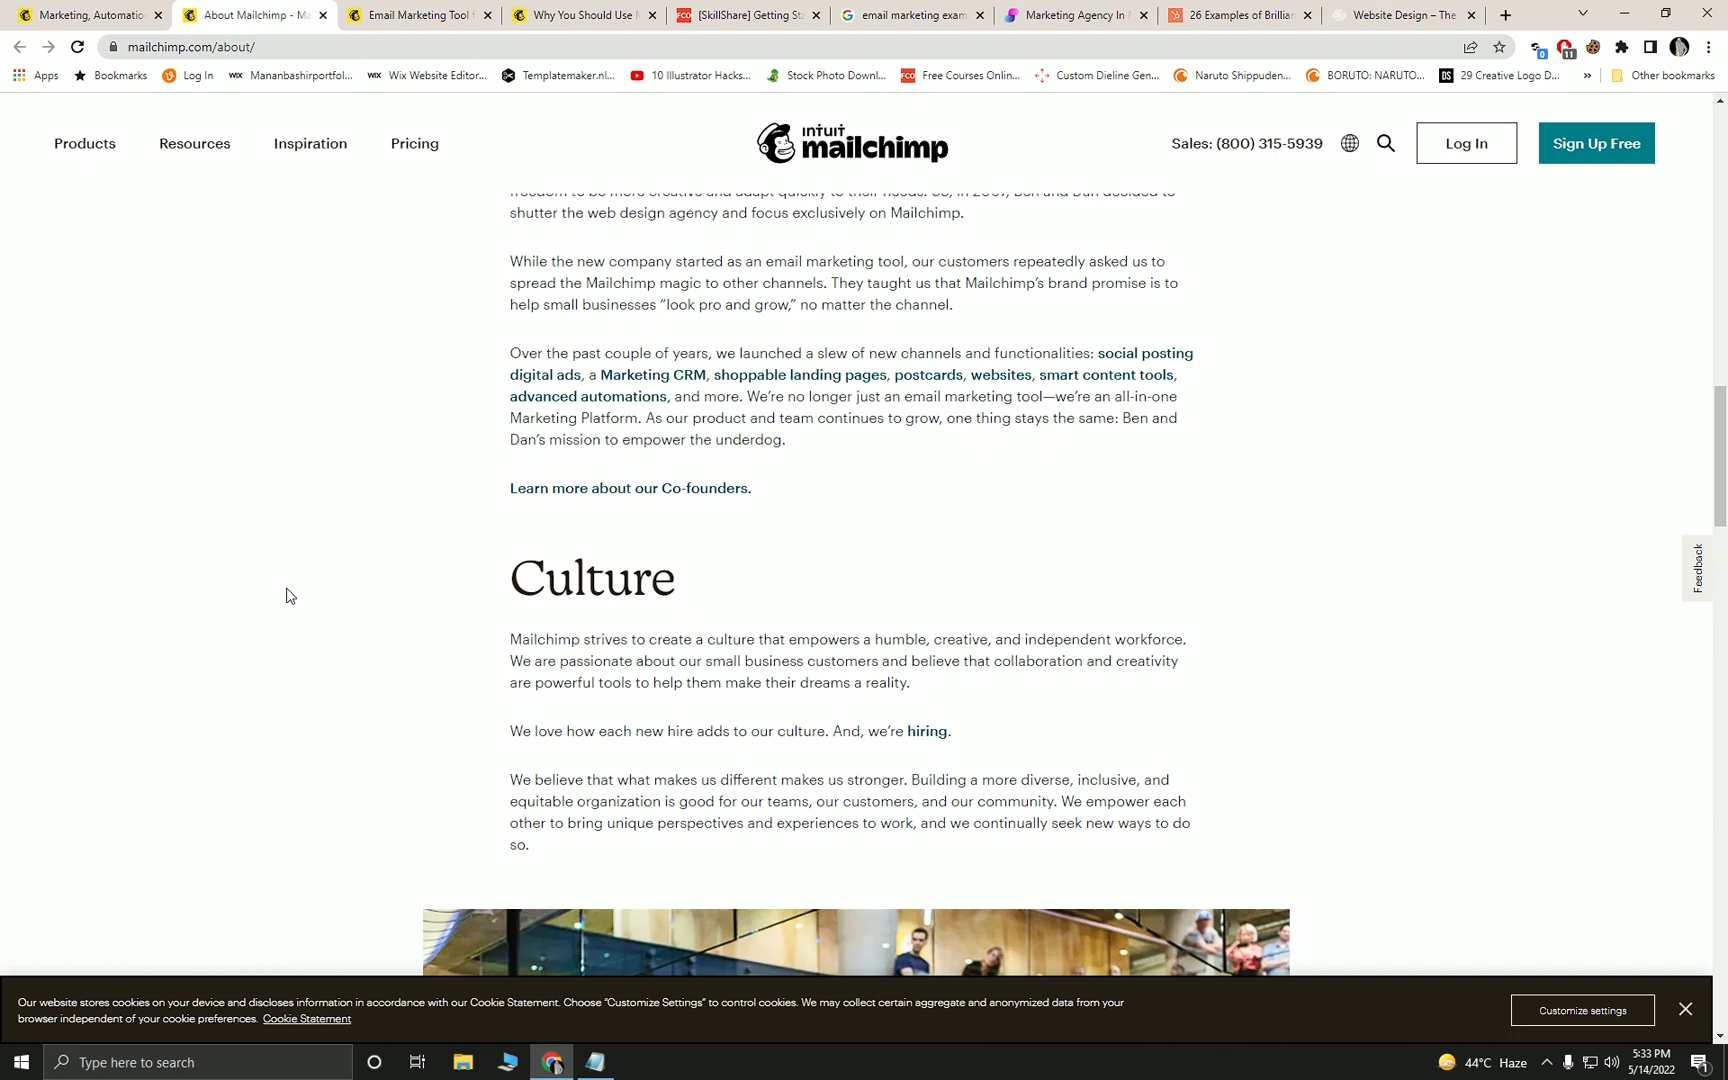 Marketing, Automatio
About Mailchimp - Ma
Email Marketing Tool f
Why You Should Use M
[SkillShare] Getting Sta
email marketing exam
Marketing Agency In N
26 Examples of Brillian
Website Design – The
mailchimp.com/about/
0
11
Apps
Bookmarks
Log In
Mananbashirportfol...
Wix Website Editor...
Templatemaker.nl...
10 Illustrator Hacks...
Stock Photo Downl...
FCO Free Courses Onlin...
Custom Dieline Gen...
Naruto Shippuden...
BORUTO: NARUTO...
DS 29 Creative Logo D...
»
Other bookmarks
Products
Resources
Inspiration
Pricing
INTUIT
mailchimp
Sales: (800) 315-5939
Log In
Sign Up Free
freedom to be more creative and adapt quickly to their needs. So, in 2007, Ben and Dan decided to
shutter the web design agency and focus exclusively on Mailchimp.
While the new company started as an email marketing tool, our customers repeatedly asked us to
spread the Mailchimp magic to other channels. They taught us that Mailchimp’s brand promise is to
help small businesses “look pro and grow,” no matter the channel.
Over the past couple of years, we launched a slew of new channels and functionalities: social posting
digital ads, a Marketing CRM, shoppable landing pages, postcards, websites, smart content tools,
advanced automations, and more. We’re no longer just an email marketing tool—we’re an all-in-one
Marketing Platform. As our product and team continues to grow, one thing stays the same: Ben and
Dan’s mission to empower the underdog.
Learn more about our Co-founders.
Feedback
Culture
Mailchimp strives to create a culture that empowers a humble, creative, and independent workforce.
We are passionate about our small business customers and believe that collaboration and creativity
are powerful tools to help them make their dreams a reality.
We love how each new hire adds to our culture. And, we’re hiring.
We believe that what makes us different makes us stronger. Building a more diverse, inclusive, and
equitable organization is good for our teams, our customers, and our community. We empower each
other to bring unique perspectives and experiences to work, and we continually seek new ways to do
so.
Our website stores cookies on your device and discloses information in accordance with our Cookie Statement. Choose “Customize Settings” to control cookies. We may collect certain aggregate and anonymized data from your
browser independent of your cookie preferences. Cookie Statement
Customize settings
Type here to search
44°C Haze
5:33 PM
5/14/2022
1